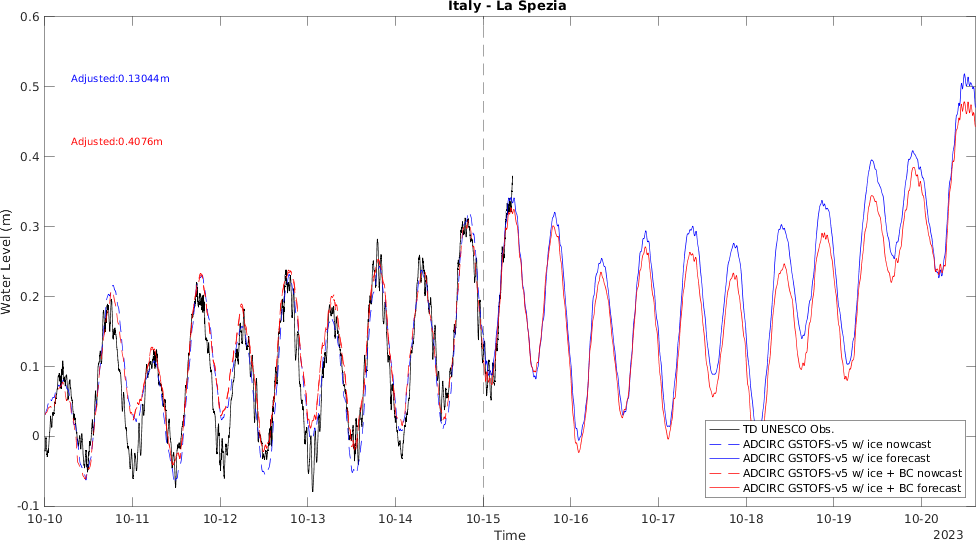 Italy - La Spezia
0.6
0.5
0.4
0.3
0.2
0.1
0
-0.1
Water Level (m)
Adjusted:0.13044m
Adjusted:0.4076m
TD UNESCO Obs.
ADCIRC GSTOFS-v5 w/ ice nowcast
ADCIRC GSTOFS-v5 w/ ice forecast
ADCIRC GSTOFS-v5 w/ ice + BC nowcast
ADCIRC GSTOFS-v5 w/ ice + BC forecast
10-10 10-11 10-12 10-13 10-14 10-15 10-16 10-17 10-18 10-19 10-20
Time
2023